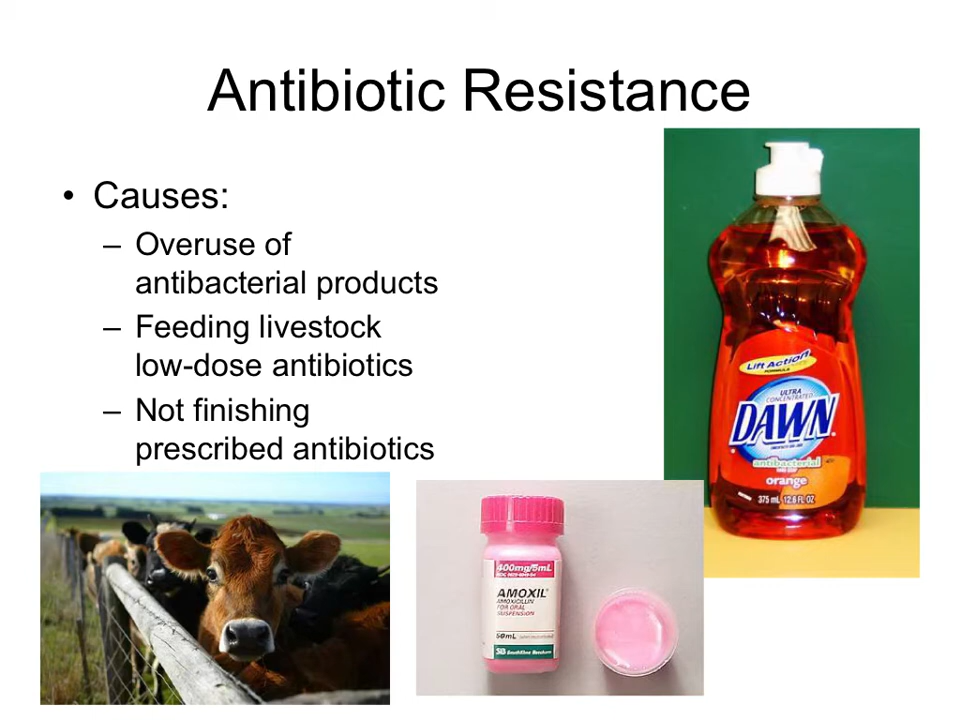 Antibiotic Resistance
• Causes:
– Overuse of
antibacterial products
– Feeding livestock
low-dose antibiotics
– Not finishing
prescribed antibiotics
Lift Action
FORMULA
ULTRA
CONCENTRATED
DAWN
antibacterial
orange
375 mL 12.6 FL OZ
400mg/5mL
AMOXIL®
AMOXICILLIN
FOR ORAL
SUSPENSION